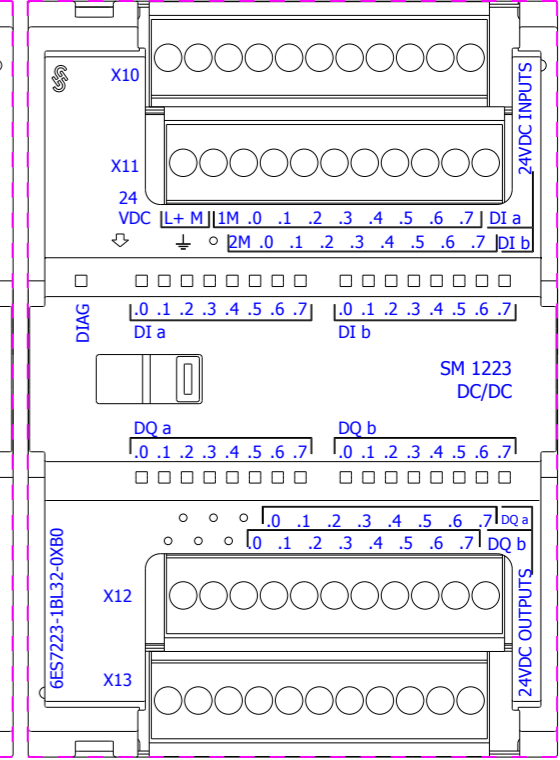 X10
24VDC INPUTS
X11
24
VDC L+ M 1M .0 .1 .2 .3 .4 .5 .6 .7 DI a
2M .0 .1 .2 .3 .4 .5 .6 .7 DI b
DIAG
.0 .1 .2 .3 .4 .5 .6 .7 .0 .1 .2 .3 .4 .5 .6 .7
DI a DI b
SM 1223
DC/DC
DQ a DQ b
.0 .1 .2 .3 .4 .5 .6 .7 .0 .1 .2 .3 .4 .5 .6 .7
.0 .1 .2 .3 .4 .5 .6 .7 DQ a
.0 .1 .2 .3 .4 .5 .6 .7 DQ b
6ES7223-1BL32-0XB0
X12
24VDC OUTPUTS
X13